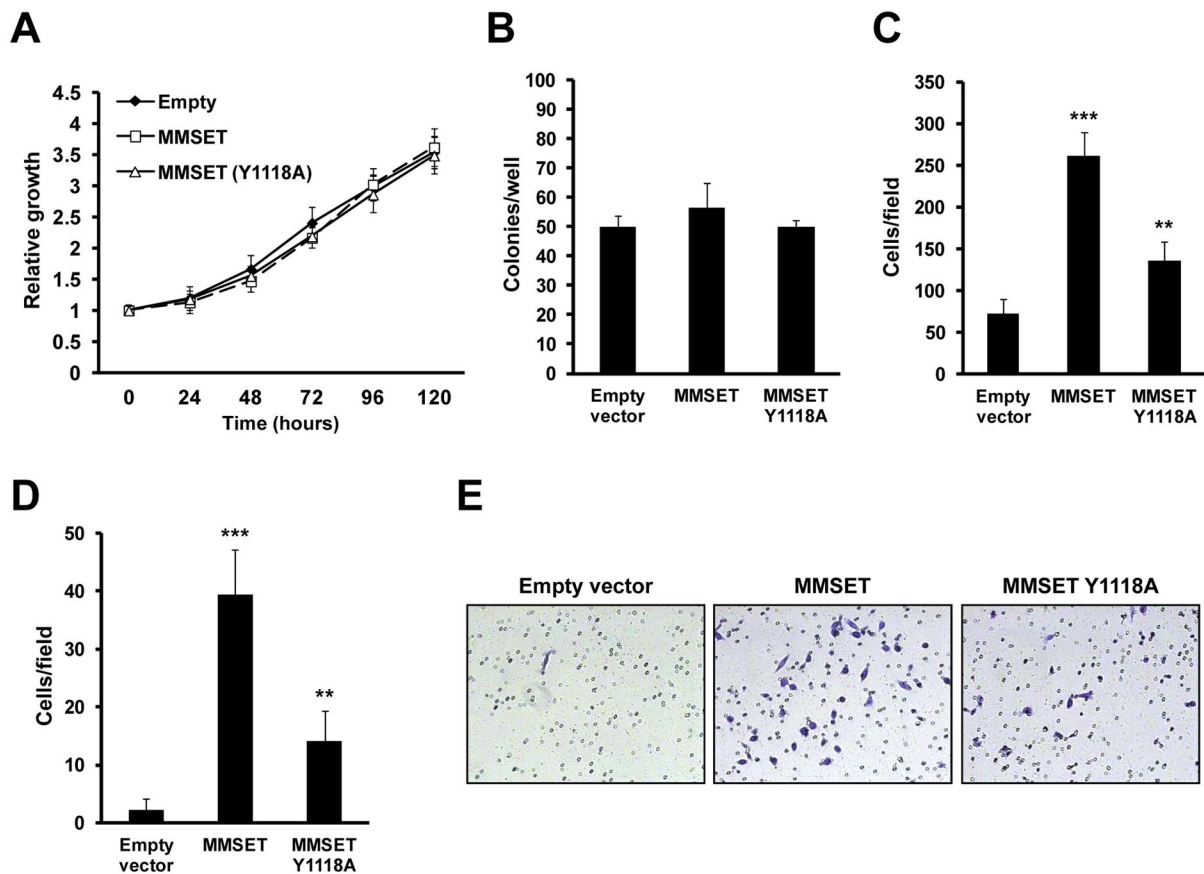 A
Relative growth
4.5
4
3.5
3
2.5
2
1.5
1
0.5
0
Empty
MMSET
MMSET (Y1118A)
0 24 48 72 96 120
Time (hours)
B
Colonies/well
100
90
80
70
60
50
40
30
20
10
0
Empty vector
MMSET
MMSET Y1118A
C
Cells/field
350
300
250
200
150
100
50
0
***
**
Empty vector
MMSET
MMSET Y1118A
D
Cells/field
50
40
30
20
10
0
***
**
Empty vector
MMSET
MMSET Y1118A
E
Empty vector
MMSET
MMSET Y1118A